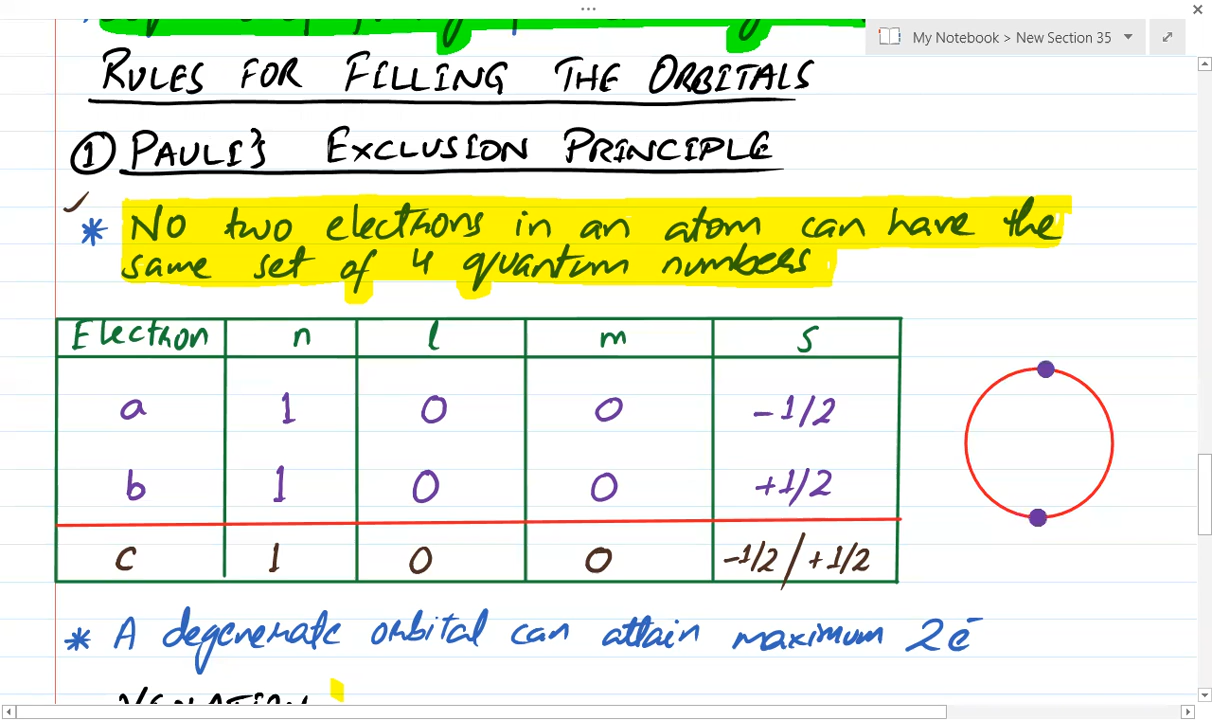 My Notebook > New Section 35
RULES FOR FILLING THE ORBITALS
① PAULI'S EXCLUSION PRINCIPLE
* No two electrons in an atom can have the
same set of 4 quantum numbers
Electron n l m s
a 1 0 0 -1/2
b 1 0 0 +1/2
c 1 0 0 -1/2 / +1/2
* A degenerate orbital can attain maximum 2e⁻